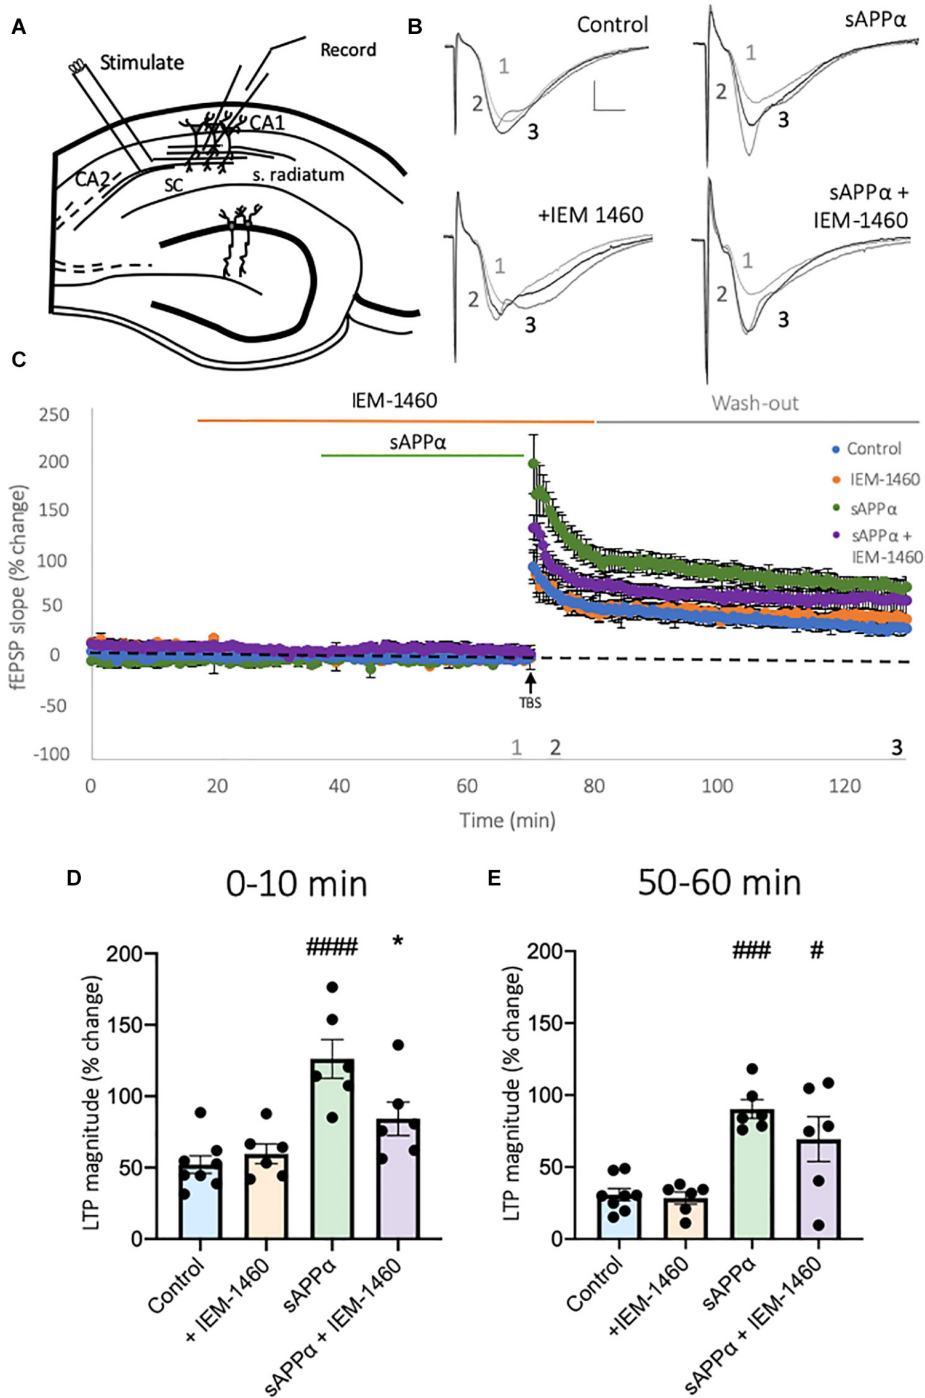 A
Stimulate
Record
CA1
CA2
SC
s. radiatum
B
Control
1
2
3
sAPPα
1
2
3
+IEM 1460
1
2
3
sAPPα +
IEM-1460
1
2
3
C
IEM-1460
Wash-out
sAPPα
Control
IEM-1460
sAPPα
sAPPα +
IEM-1460
fEPSP slope (% change)
250
200
150
100
50
0
-50
-100
TBS
1
2
3
0
20
40
60
80
100
120
Time (min)
D
0-10 min
####
*
LTP magnitude (% change)
200
150
100
50
0
Control
+ IEM-1460
sAPPα
sAPPα + IEM-1460
E
50-60 min
###
#
LTP magnitude (% change)
200
150
100
50
0
Control
+IEM-1460
sAPPα
sAPPα + IEM-1460